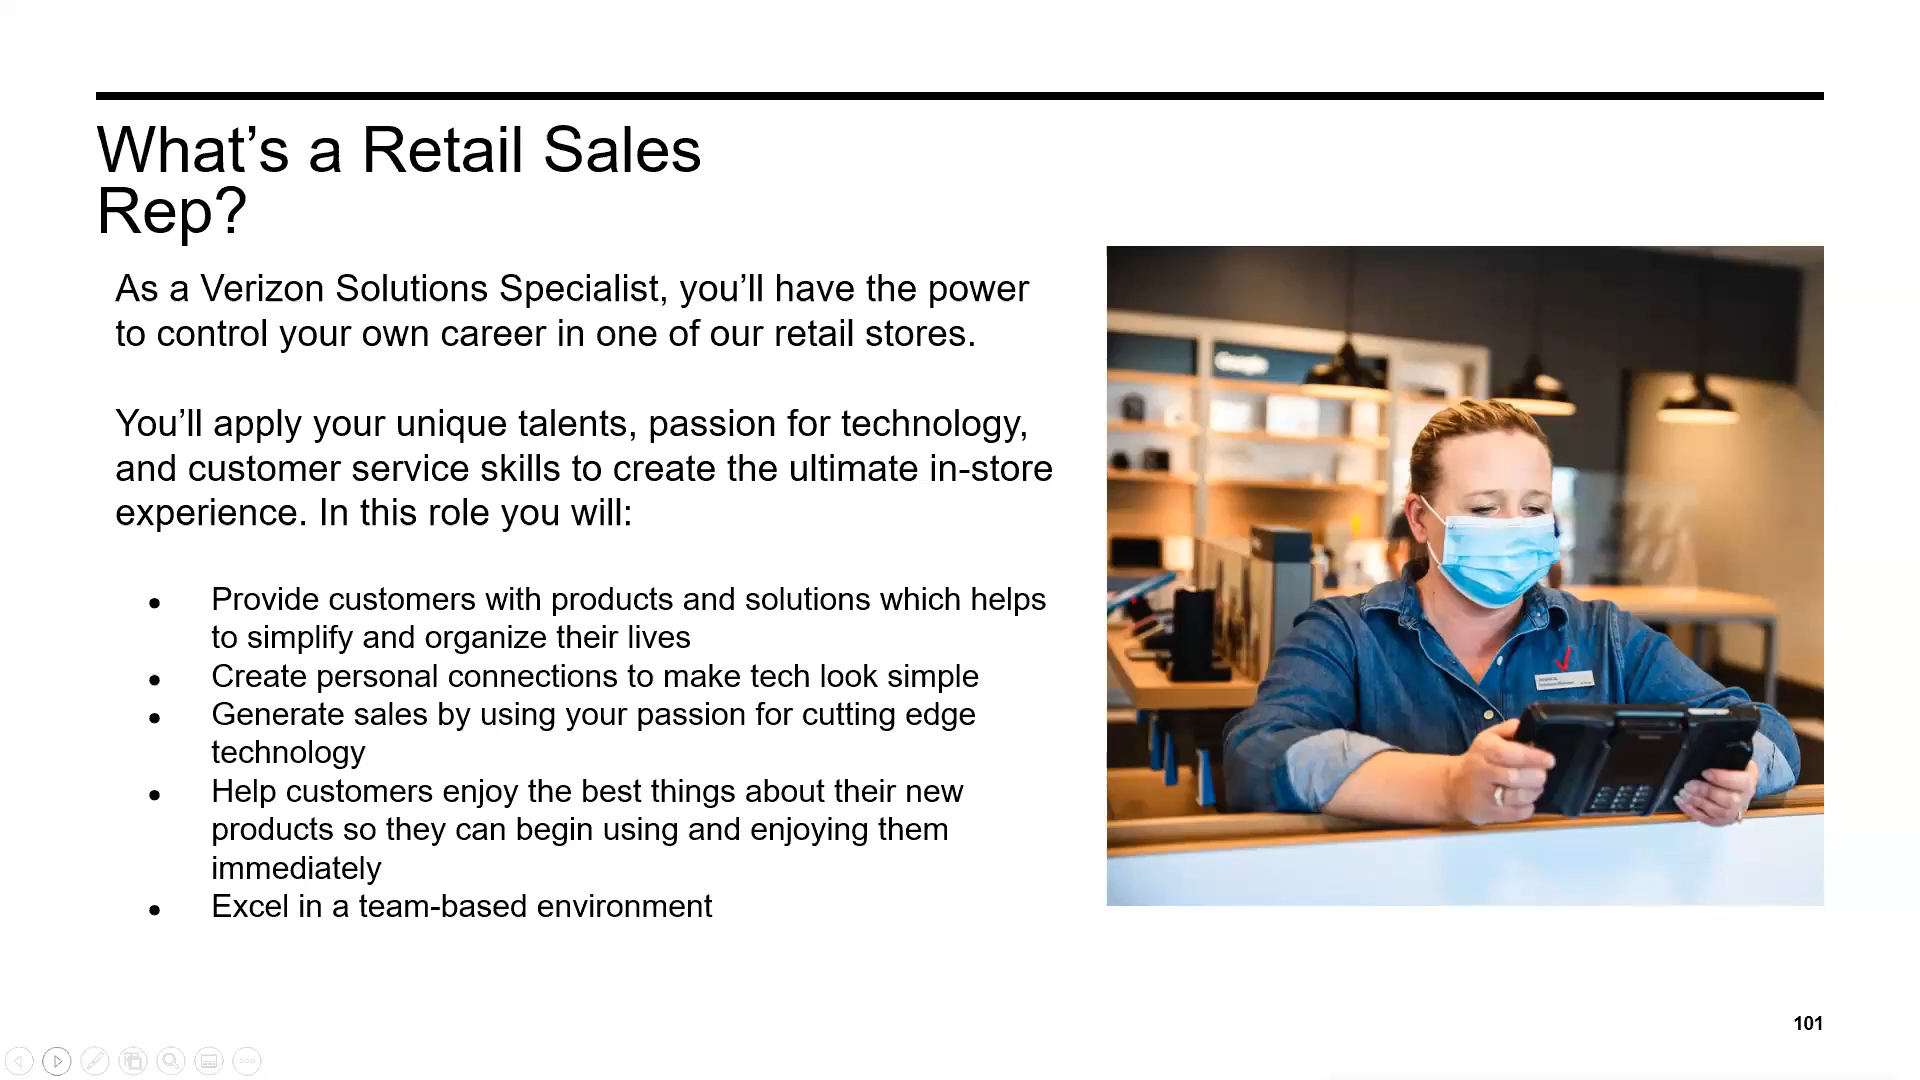 What’s a Retail Sales
Rep?
As a Verizon Solutions Specialist, you’ll have the power
to control your own career in one of our retail stores.
You’ll apply your unique talents, passion for technology,
and customer service skills to create the ultimate in-store
experience. In this role you will:
● Provide customers with products and solutions which helps
to simplify and organize their lives
● Create personal connections to make tech look simple
● Generate sales by using your passion for cutting edge
technology
● Help customers enjoy the best things about their new
products so they can begin using and enjoying them
immediately
● Excel in a team-based environment
Google
101